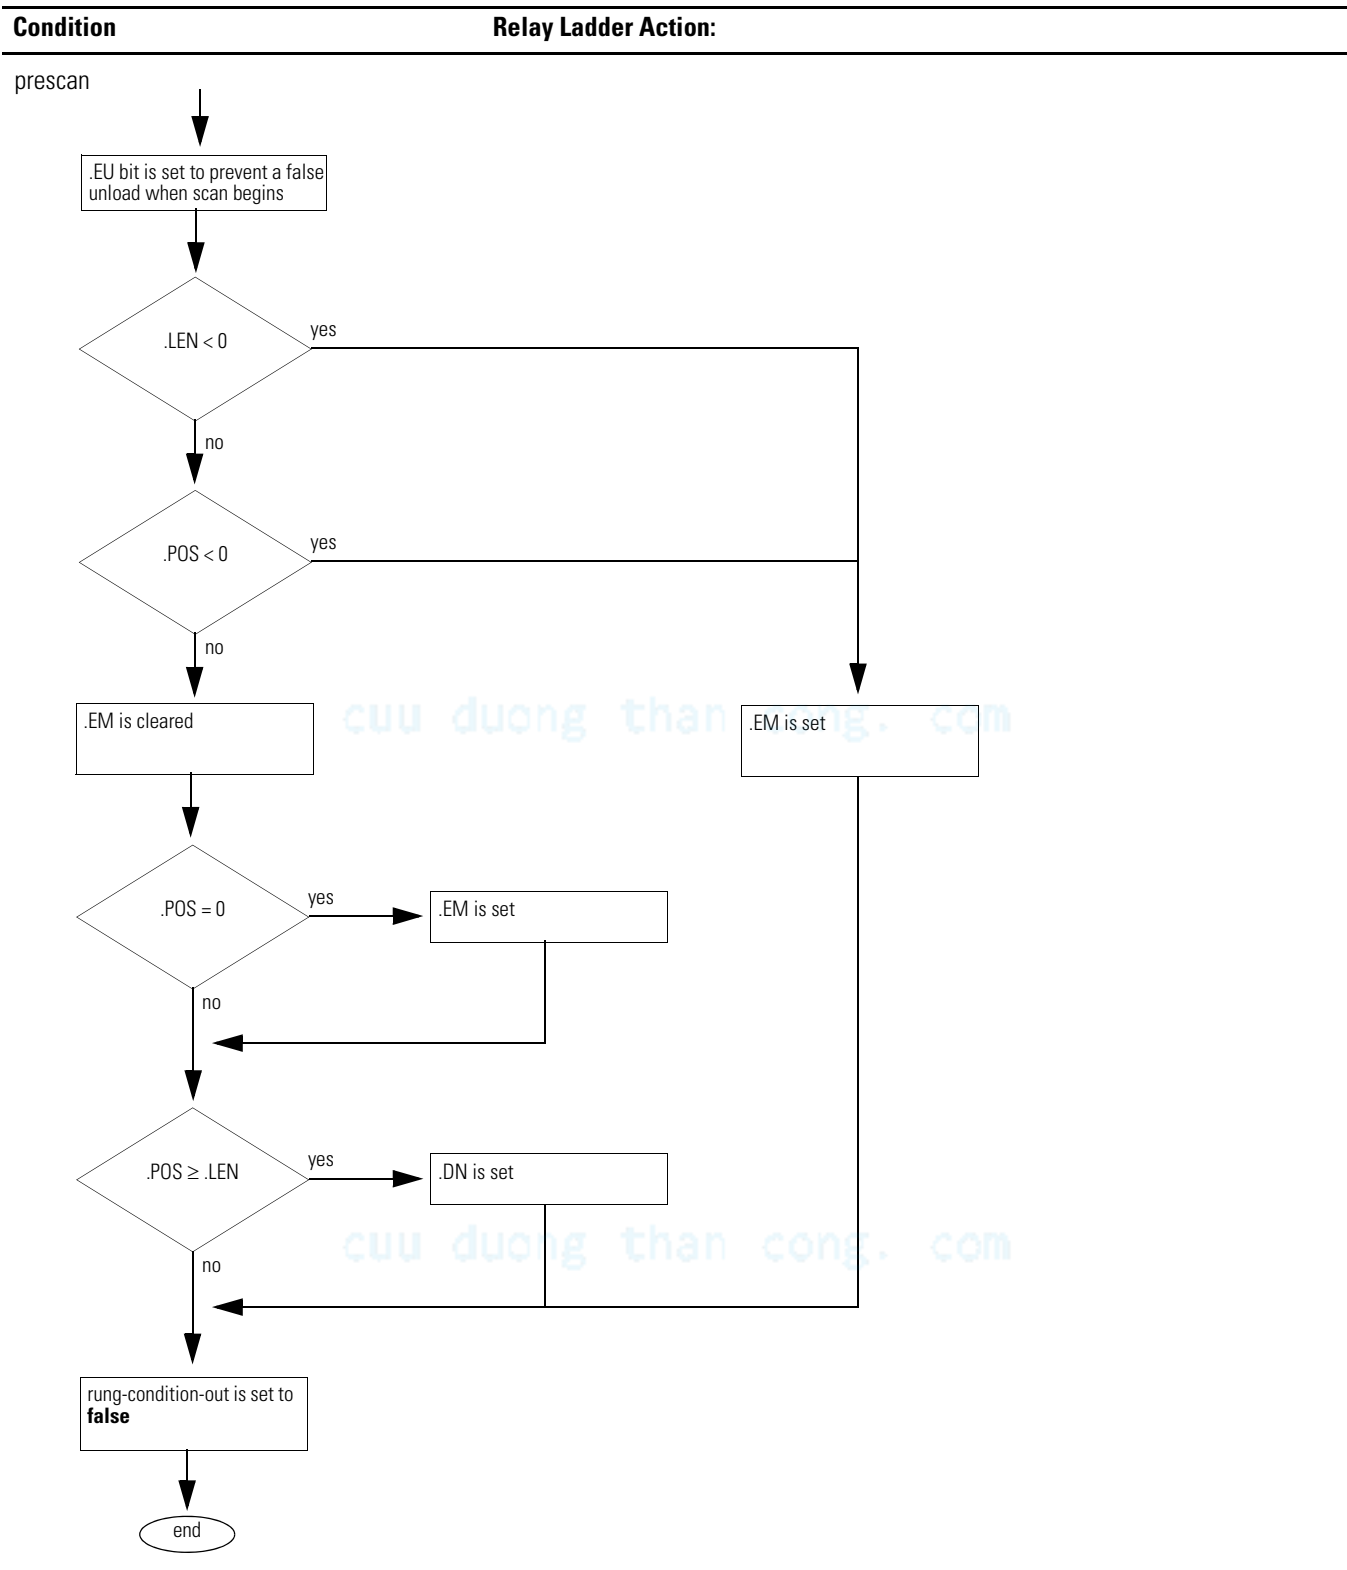 Condition Relay Ladder Action:
prescan
.EU bit is set to prevent a false
unload when scan begins
.LEN < 0
yes
no
.POS < 0
yes
no
.EM is cleared
.EM is set
cuu duong than cong. com
.POS = 0
yes
.EM is set
no
.POS ≥ .LEN
yes
.DN is set
cuu duong than cong. com
no
rung-condition-out is set to
false
end